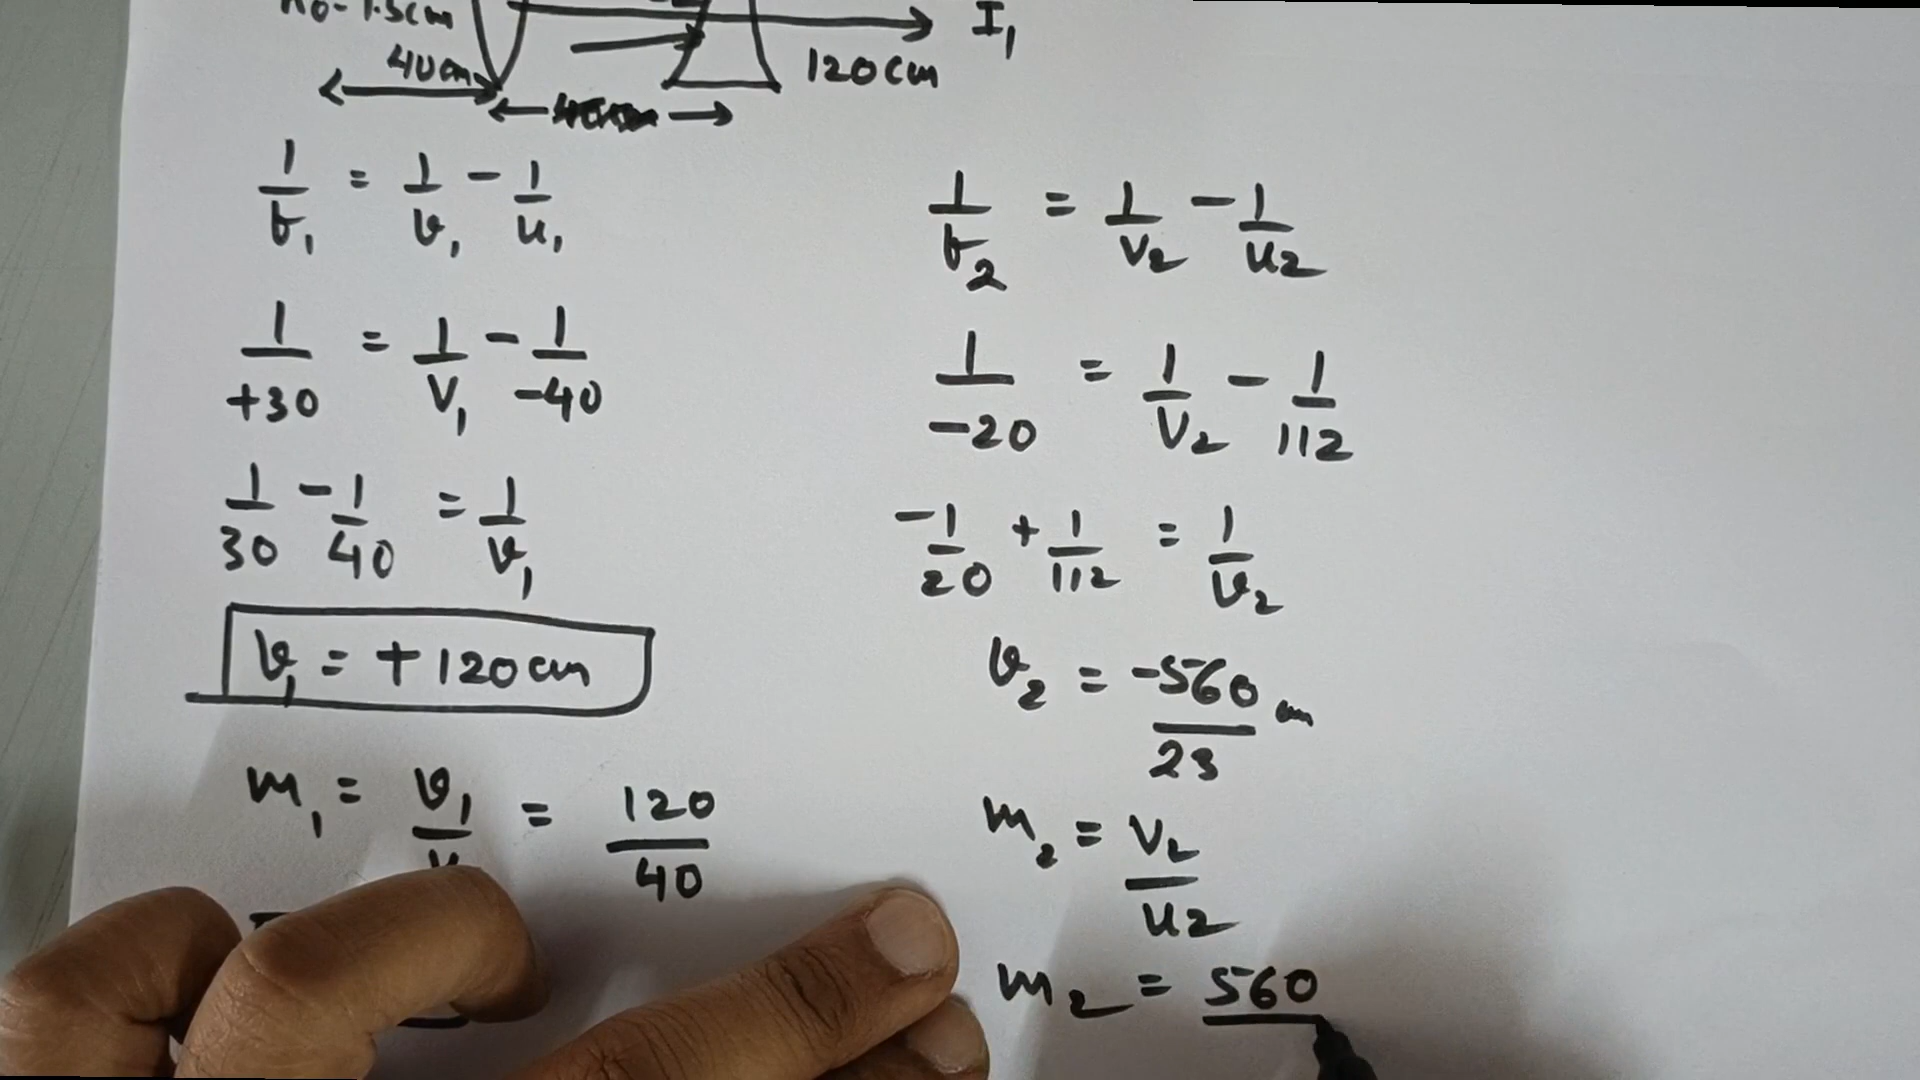 I₁
40cm
120cm
1/f₁ = 1/v₁ - 1/u₁
1/+30 = 1/V₁ - 1/-40
1/30 - 1/40 = 1/v₁
v₁ = +120cm
m₁ = v₁/ = 120/40
1/f₂ = 1/V₂ - 1/u₂
1/-20 = 1/V₂ - 1/112
-1/20 + 1/112 = 1/v₂
v₂ = -560/23 cm
m₂ = V₂/u₂
m₂ = 560